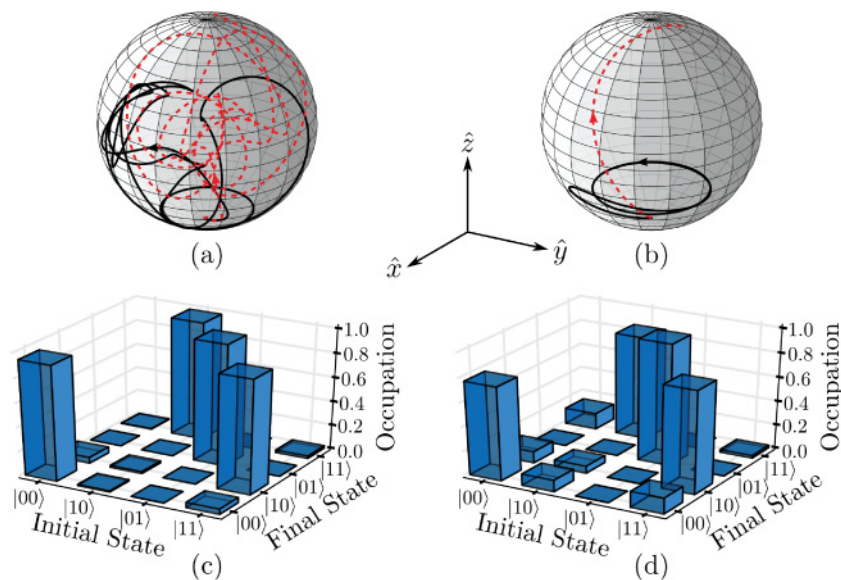 ẑ
x̂
ŷ
(a)
(b)
1.0
0.8
0.6
0.4
0.2
0.0
Occupation
|00⟩
|10⟩
|01⟩
|11⟩
Initial State
|00⟩
|10⟩
|01⟩
|11⟩
Final State
(c)
1.0
0.8
0.6
0.4
0.2
0.0
Occupation
|00⟩
|10⟩
|01⟩
|11⟩
Initial State
|00⟩
|10⟩
|01⟩
|11⟩
Final State
(d)